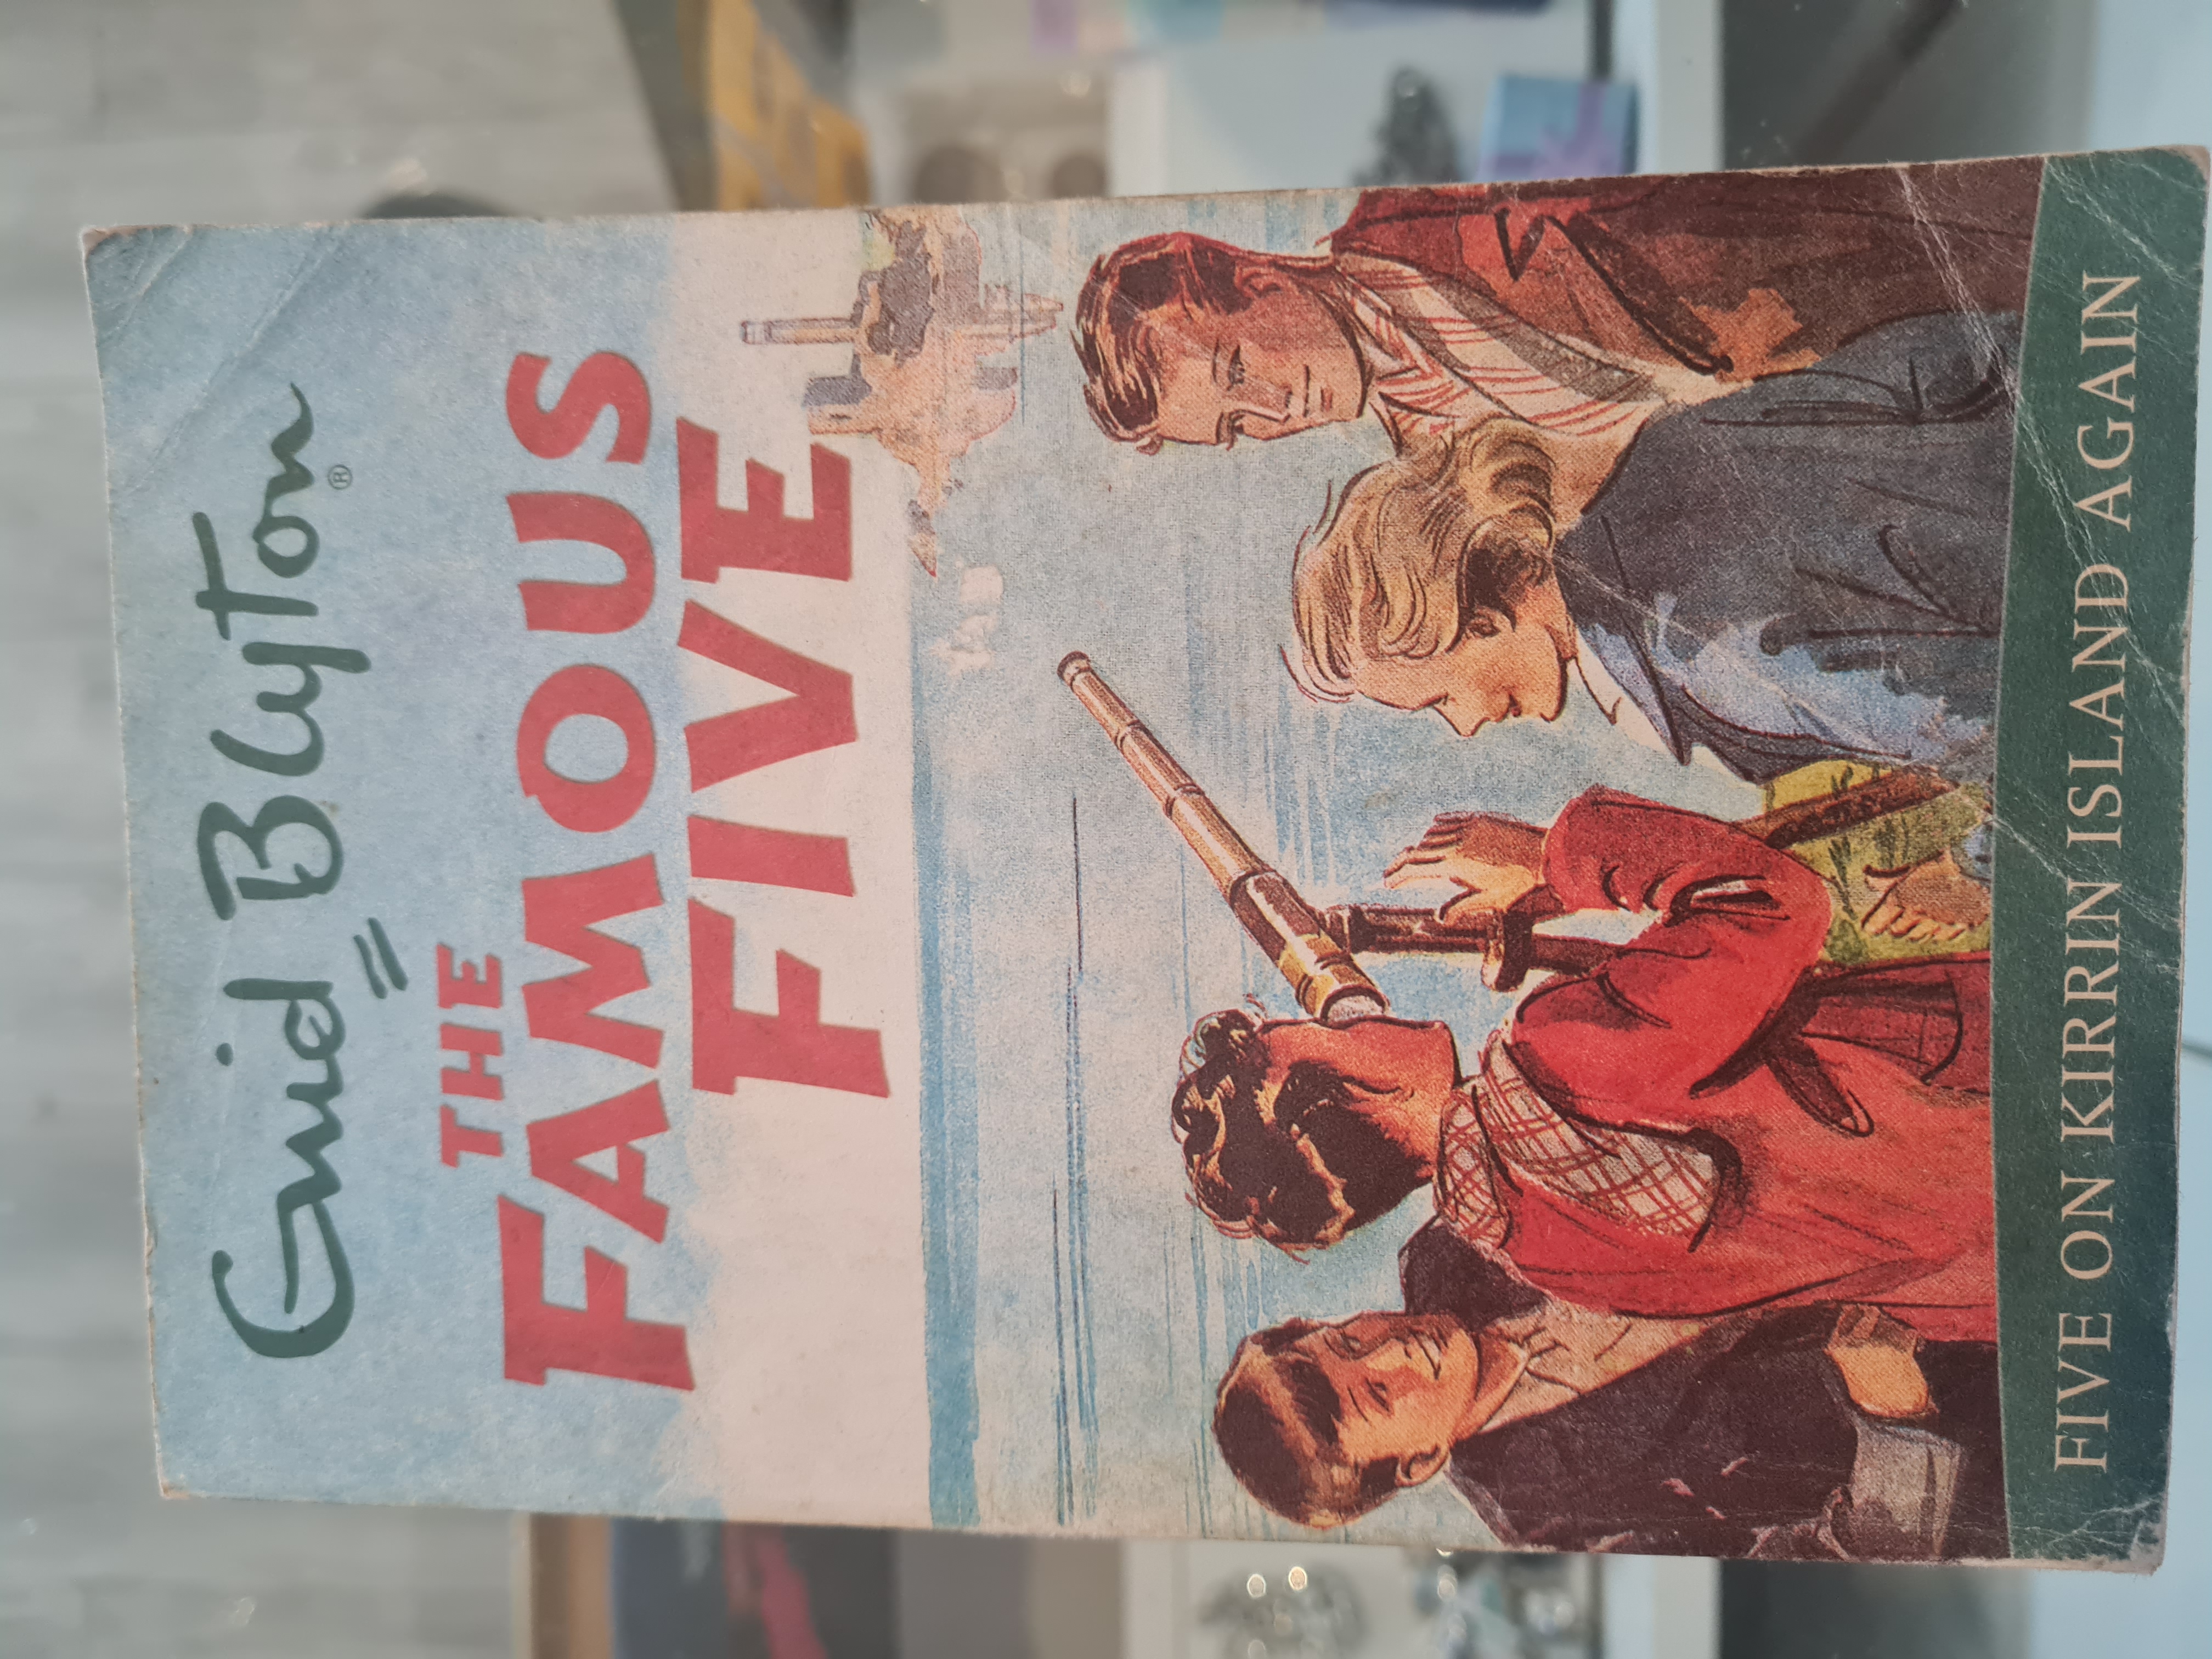 Enid Blyton®
THE
FAMOUS
FIVE
FIVE ON KIRRIN ISLAND AGAIN